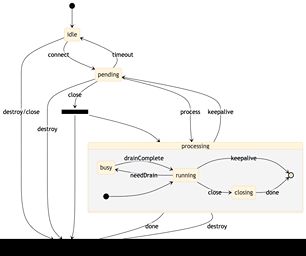 idle
connect
timeout
pending
close
destroy/close
process
keepalive
destroy
processing
drainComplete
keepalive
busy
needDrain
running
close
closing
done
done
destroy